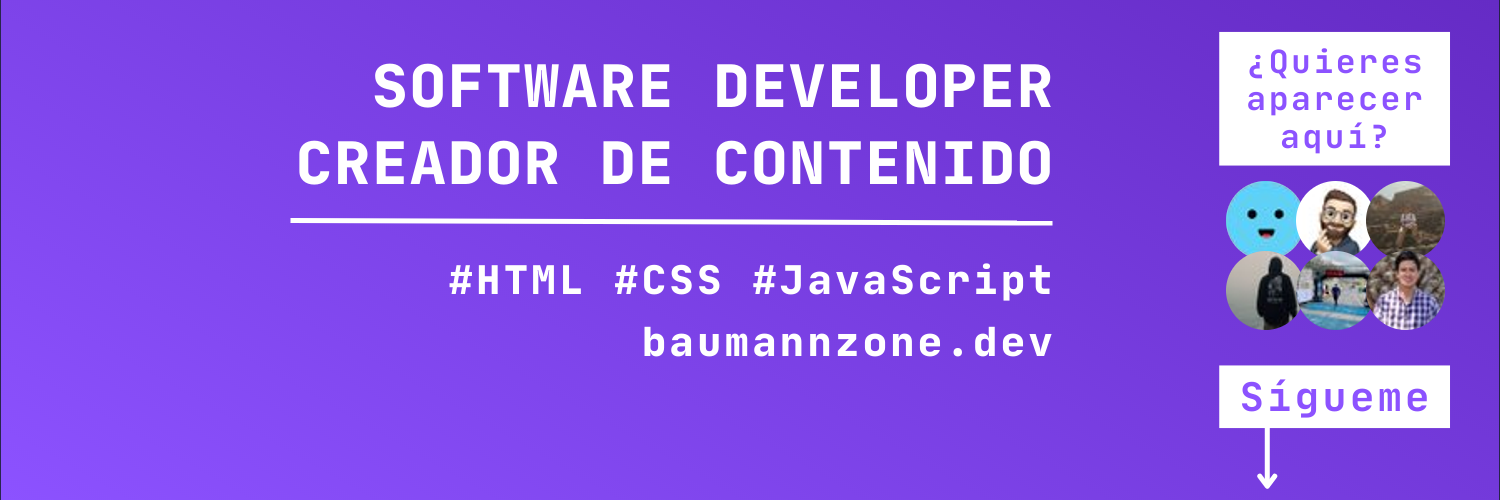 SOFTWARE DEVELOPER
CREADOR DE CONTENIDO
#HTML #CSS #JavaScript
baumannzone.dev
¿Quieres
aparecer
aquí?
Sígueme